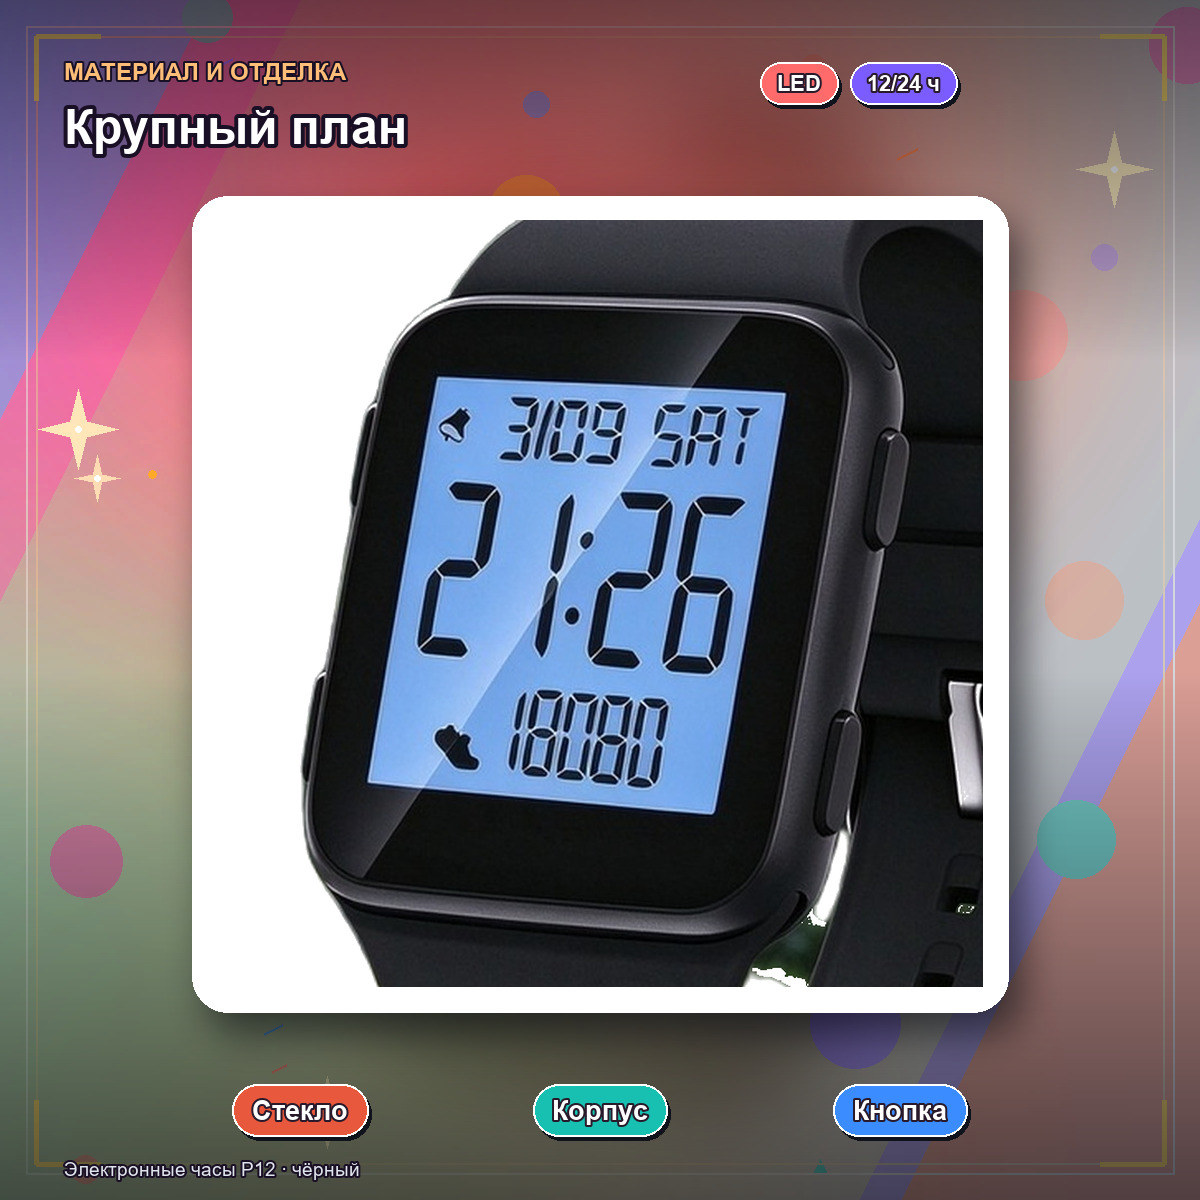 МАТЕРИАЛ И ОТДЕЛКА
Крупный план
LED
12/24 ч
3/09 SAT
21:26
18080
Стекло
Корпус
Кнопка
Электронные часы P12 · чёрный